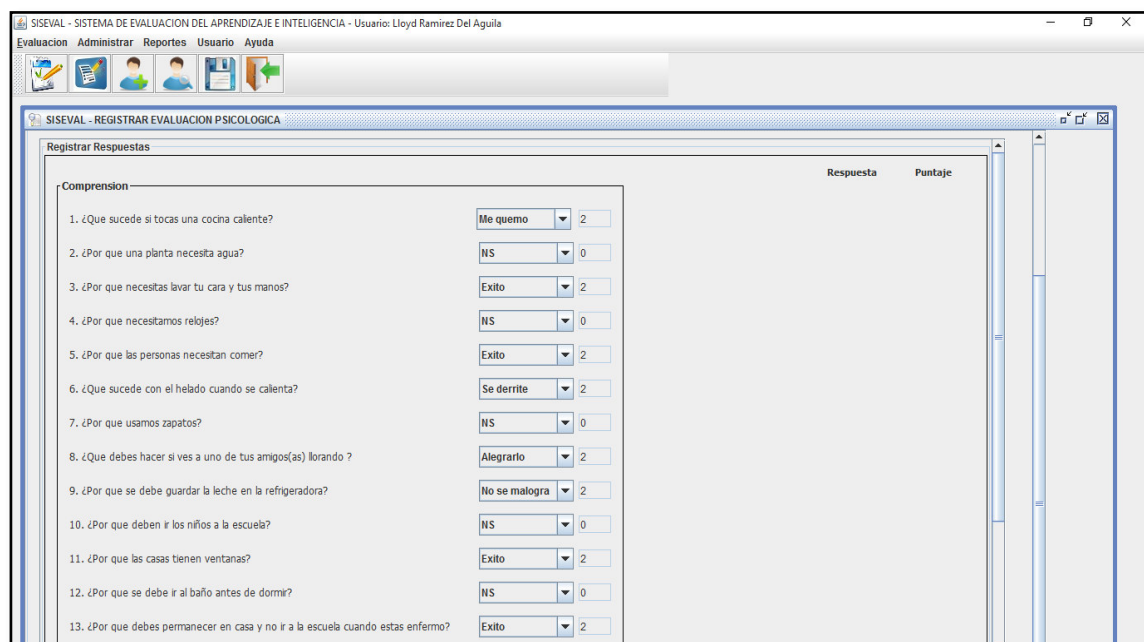 SISEVAL - SISTEMA DE EVALUACION DEL APRENDIZAJE E INTELIGENCIA - Usuario: Lloyd Ramirez Del Aguila
Evaluacion Administrar Reportes Usuario Ayuda
SISEVAL - REGISTRAR EVALUACION PSICOLOGICA
Registrar Respuestas
Respuesta Puntaje
Comprension
1. ¿Que sucede si tocas una cocina caliente? Me quemo 2
2. ¿Por que una planta necesita agua? NS 0
3. ¿Por que necesitas lavar tu cara y tus manos? Exito 2
4. ¿Por que necesitamos relojes? NS 0
5. ¿Por que las personas necesitan comer? Exito 2
6. ¿Que sucede con el helado cuando se calienta? Se derrite 2
7. ¿Por que usamos zapatos? NS 0
8. ¿Que debes hacer si ves a uno de tus amigos(as) llorando ? Alegrarlo 2
9. ¿Por que se debe guardar la leche en la refrigeradora? No se malogra 2
10. ¿Por que deben ir los niños a la escuela? NS 0
11. ¿Por que las casas tienen ventanas? Exito 2
12. ¿Por que se debe ir al baño antes de dormir? NS 0
13. ¿Por que debes permanecer en casa y no ir a la escuela cuando estas enfermo? Exito 2